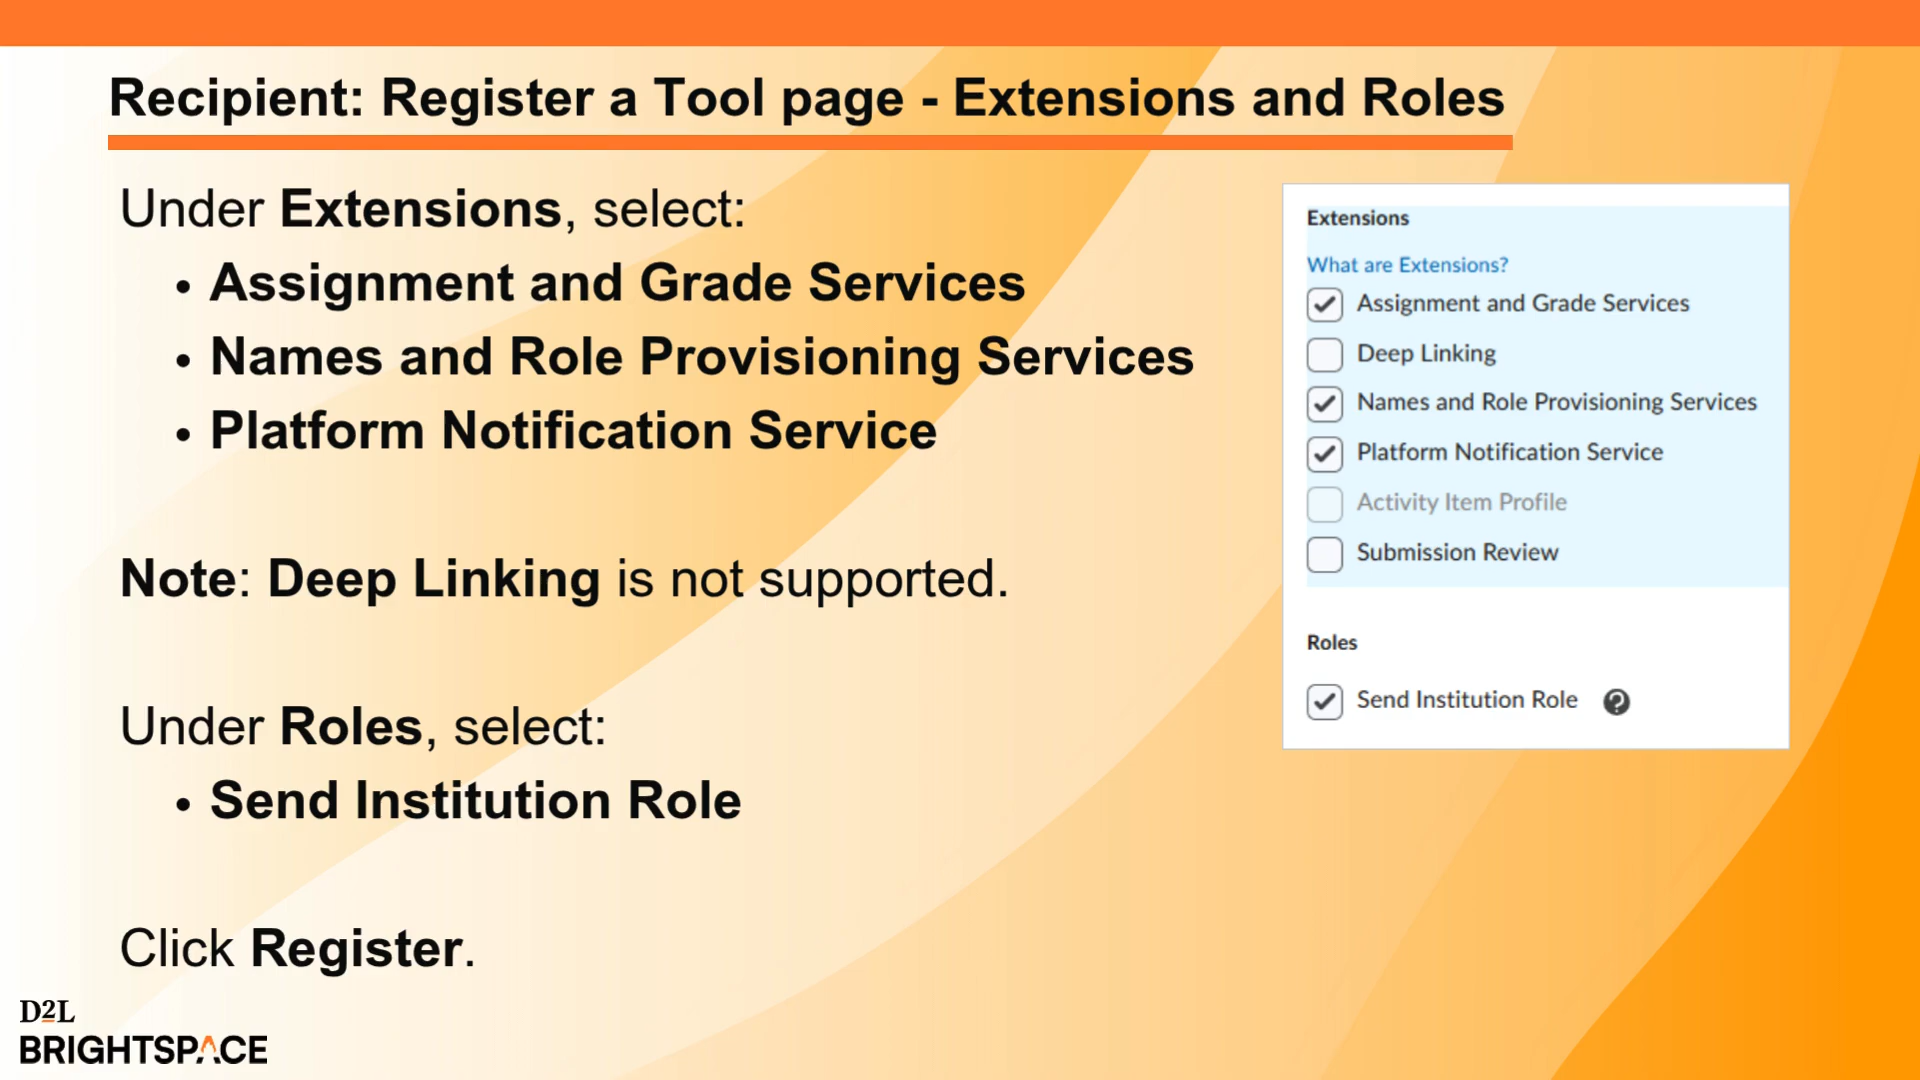 Recipient: Register a Tool page - Extensions and Roles
Under Extensions, select:
• Assignment and Grade Services
• Names and Role Provisioning Services
• Platform Notification Service
Note: Deep Linking is not supported.
Under Roles, select:
• Send Institution Role
Click Register.
Extensions
What are Extensions?
Assignment and Grade Services
Deep Linking
Names and Role Provisioning Services
Platform Notification Service
Activity Item Profile
Submission Review
Roles
Send Institution Role ?
D2L
BRIGHTSPACE